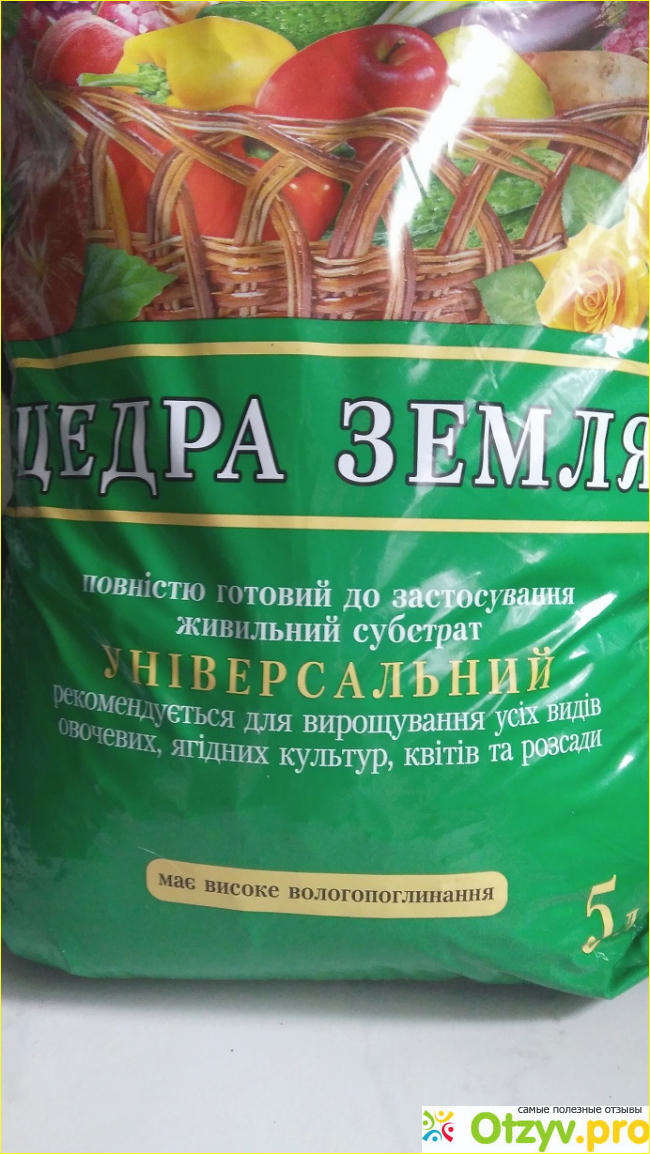 ЩЕДРА ЗЕМЛЯ
повністю готовий до застосування
живильний субстрат
УНІВЕРСАЛЬНИЙ
рекомендується для вирощування усіх видів
овочевих, ягідних культур, квітів та розсади
має високе вологопоглинання
5 л
самые полезные отзывы
Otzyv.pro